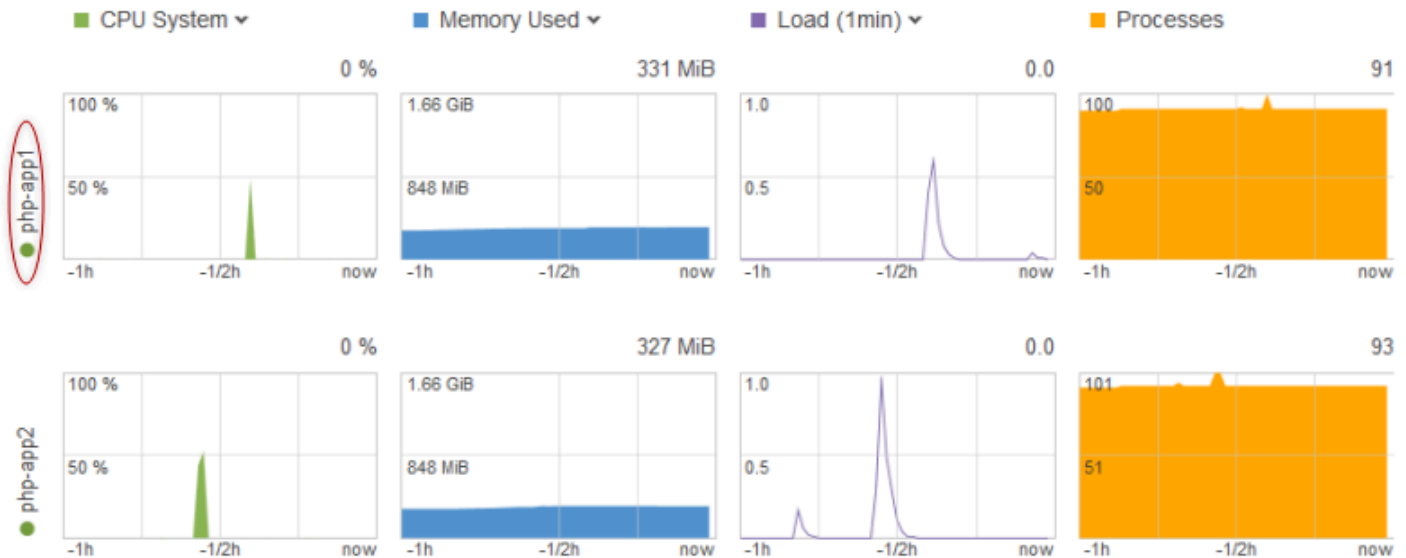 CPU System
Memory Used
Load (1min)
Processes
php-app1
0 %
331 MiB
0.0
91
100 %
1.66 GiB
1.0
100
50 %
848 MiB
0.5
50
-1h -1/2h now
-1h -1/2h now
-1h -1/2h now
-1h -1/2h now
php-app2
0 %
327 MiB
0.0
93
100 %
1.66 GiB
1.0
101
50 %
848 MiB
0.5
51
-1h -1/2h now
-1h -1/2h now
-1h -1/2h now
-1h -1/2h now